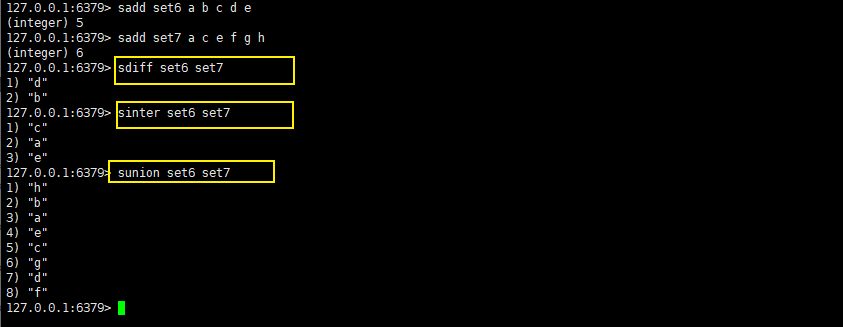 127.0.0.1:6379> sadd set6 a b c d e
(integer) 5
127.0.0.1:6379> sadd set7 a c e f g h
(integer) 6
127.0.0.1:6379> sdiff set6 set7
1) "d"
2) "b"
127.0.0.1:6379> sinter set6 set7
1) "c"
2) "a"
3) "e"
127.0.0.1:6379> sunion set6 set7
1) "h"
2) "b"
3) "a"
4) "e"
5) "c"
6) "g"
7) "d"
8) "f"
127.0.0.1:6379>